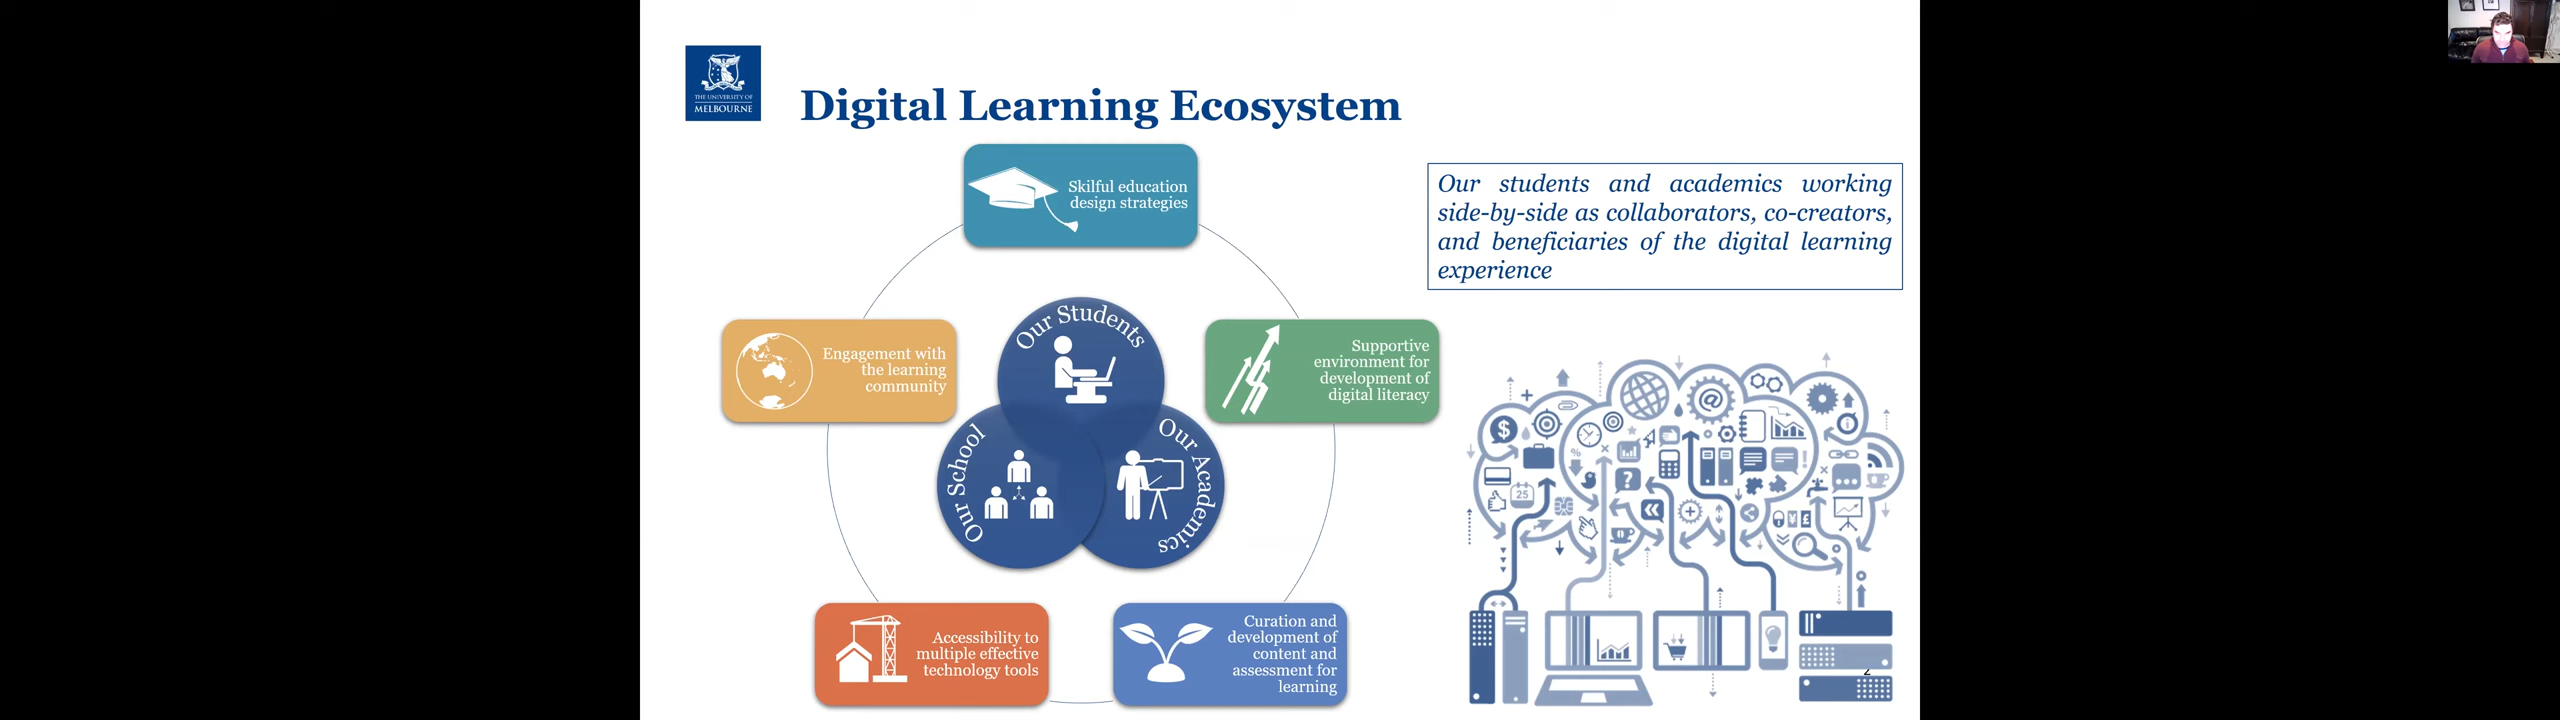 THE UNIVERSITY OF
MELBOURNE
Digital Learning Ecosystem
Skilful education
design strategies
Our students and academics working
side-by-side as collaborators, co-creators,
and beneficiaries of the digital learning
experience
Engagement with
the learning
community
Our Students
Our School
Our Academics
Supportive
environment for
development of
digital literacy
Accessibility to
multiple effective
technology tools
Curation and
development of
content and
assessment for
learning
$
@
%
?
25
2